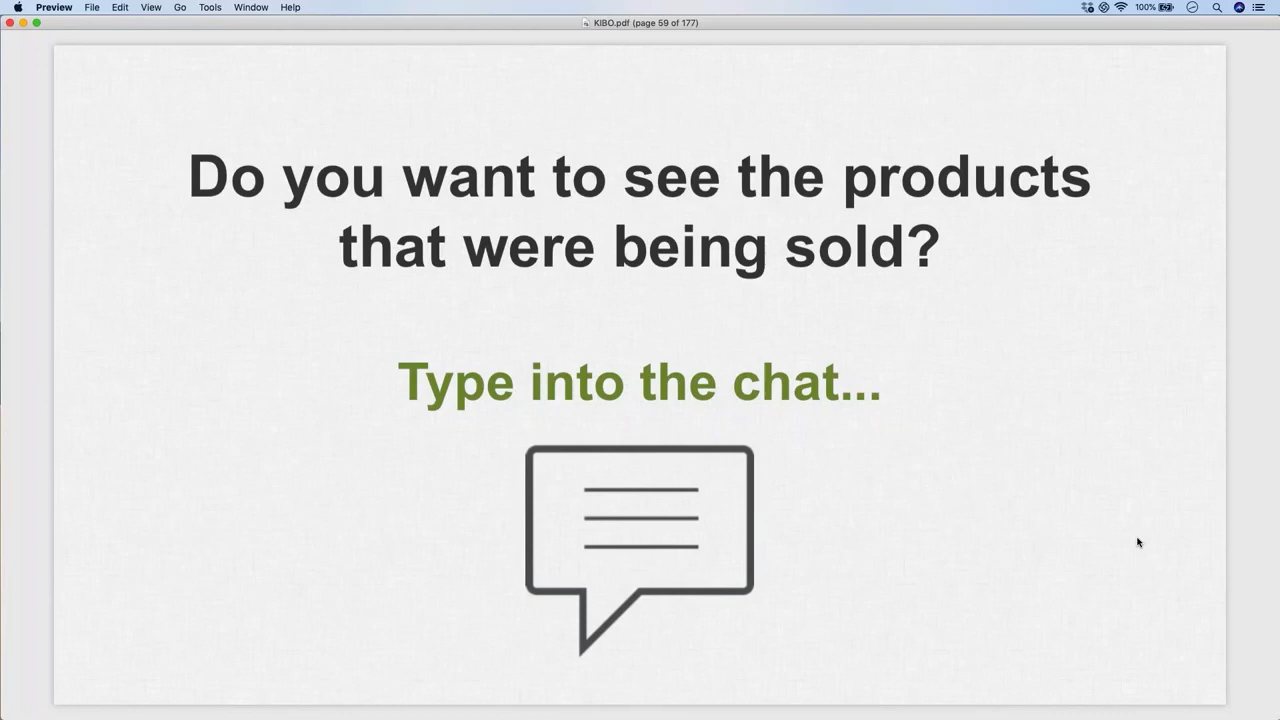 Preview File Edit View Go Tools Window Help
100%
KIBO.pdf (page 59 of 177)
Do you want to see the products
that were being sold?
Type into the chat...